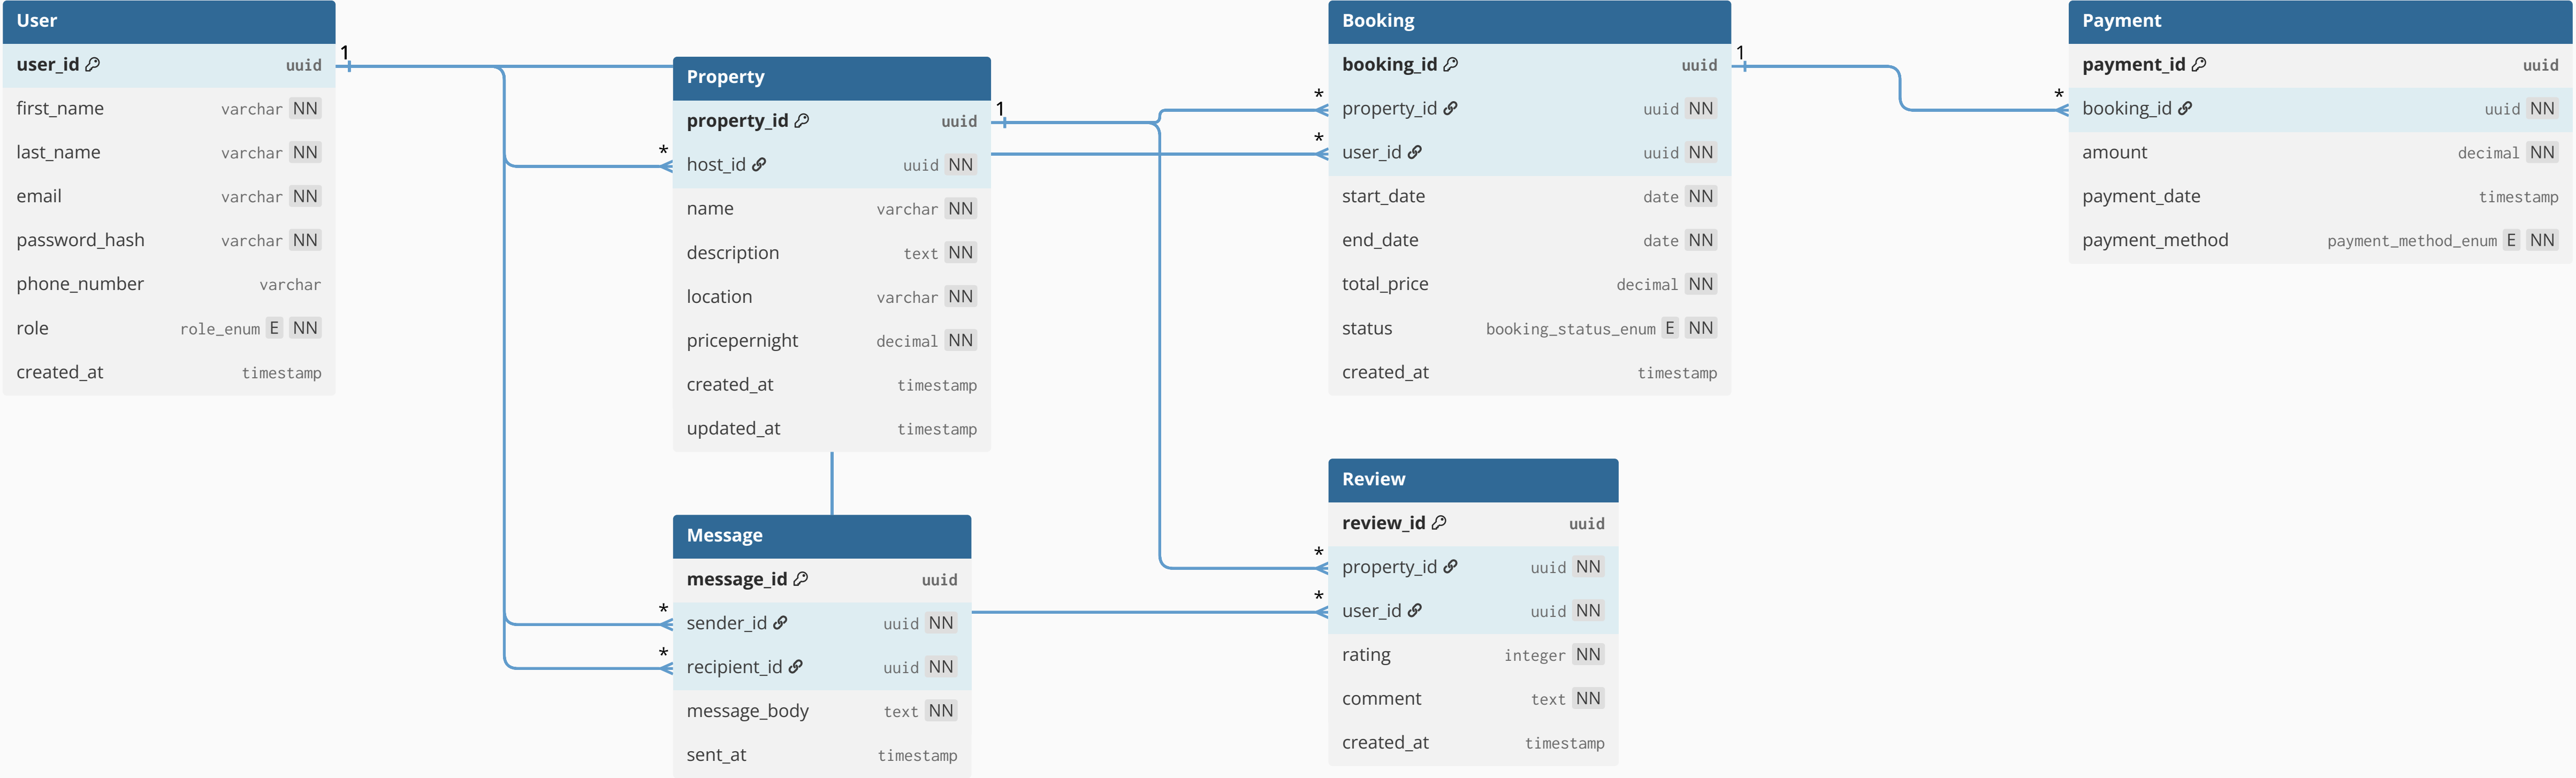 User
user_id uuid
first_name varchar NN
last_name varchar NN
email varchar NN
password_hash varchar NN
phone_number varchar
role role_enum E NN
created_at timestamp
1
Property
property_id uuid
host_id uuid NN
name varchar NN
description text NN
location varchar NN
pricepernight decimal NN
created_at timestamp
updated_at timestamp
*
1
Message
message_id uuid
sender_id uuid NN
recipient_id uuid NN
message_body text NN
sent_at timestamp
*
*
Booking
booking_id uuid
property_id uuid NN
user_id uuid NN
start_date date NN
end_date date NN
total_price decimal NN
status booking_status_enum E NN
created_at timestamp
*
*
1
Review
review_id uuid
property_id uuid NN
user_id uuid NN
rating integer NN
comment text NN
created_at timestamp
*
*
Payment
payment_id uuid
booking_id uuid NN
amount decimal NN
payment_date timestamp
payment_method payment_method_enum E NN
*